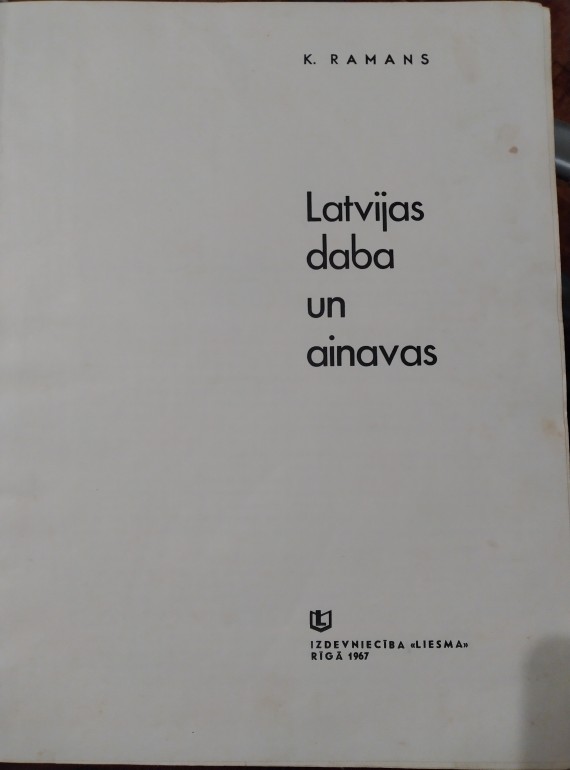 K. RAMANS
Latvijas
daba
un
ainavas
IZDEVNIECĪBA «LIESMA»
RĪGĀ 1967